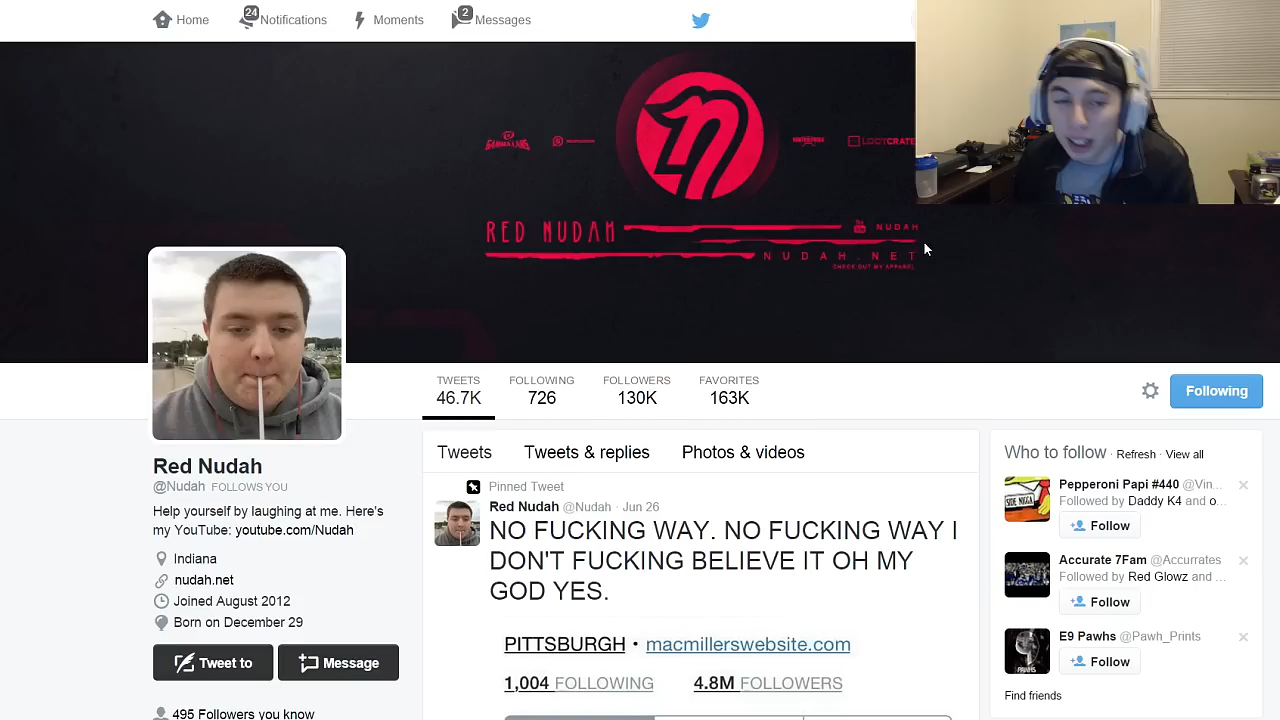 Home
24
Notifications
Moments
2
Messages
n
LOOTCRATE
RED NUDAH
NUDAH
NUDAH.NET
CHECK OUT MY APPAREL
TWEETS
46.7K
FOLLOWING
726
FOLLOWERS
130K
FAVORITES
163K
Following
Red Nudah
@Nudah FOLLOWS YOU
Help yourself by laughing at me. Here's
my YouTube: youtube.com/Nudah
Indiana
nudah.net
Joined August 2012
Born on December 29
Tweet to
Message
495 Followers you know
Tweets
Tweets & replies
Photos & videos
Pinned Tweet
Red Nudah @Nudah · Jun 26
NO FUCKING WAY. NO FUCKING WAY I
DON'T FUCKING BELIEVE IT OH MY
GOD YES.
PITTSBURGH • macmillerswebsite.com
1,004 FOLLOWING
4.8M FOLLOWERS
Who to follow · Refresh · View all
Pepperoni Papi #440 @Vin...
Followed by Daddy K4 and o...
Follow
Accurate 7Fam @Accurrates
Followed by Red Glowz and ...
Follow
E9 Pawhs @Pawh_Prints
Follow
Find friends